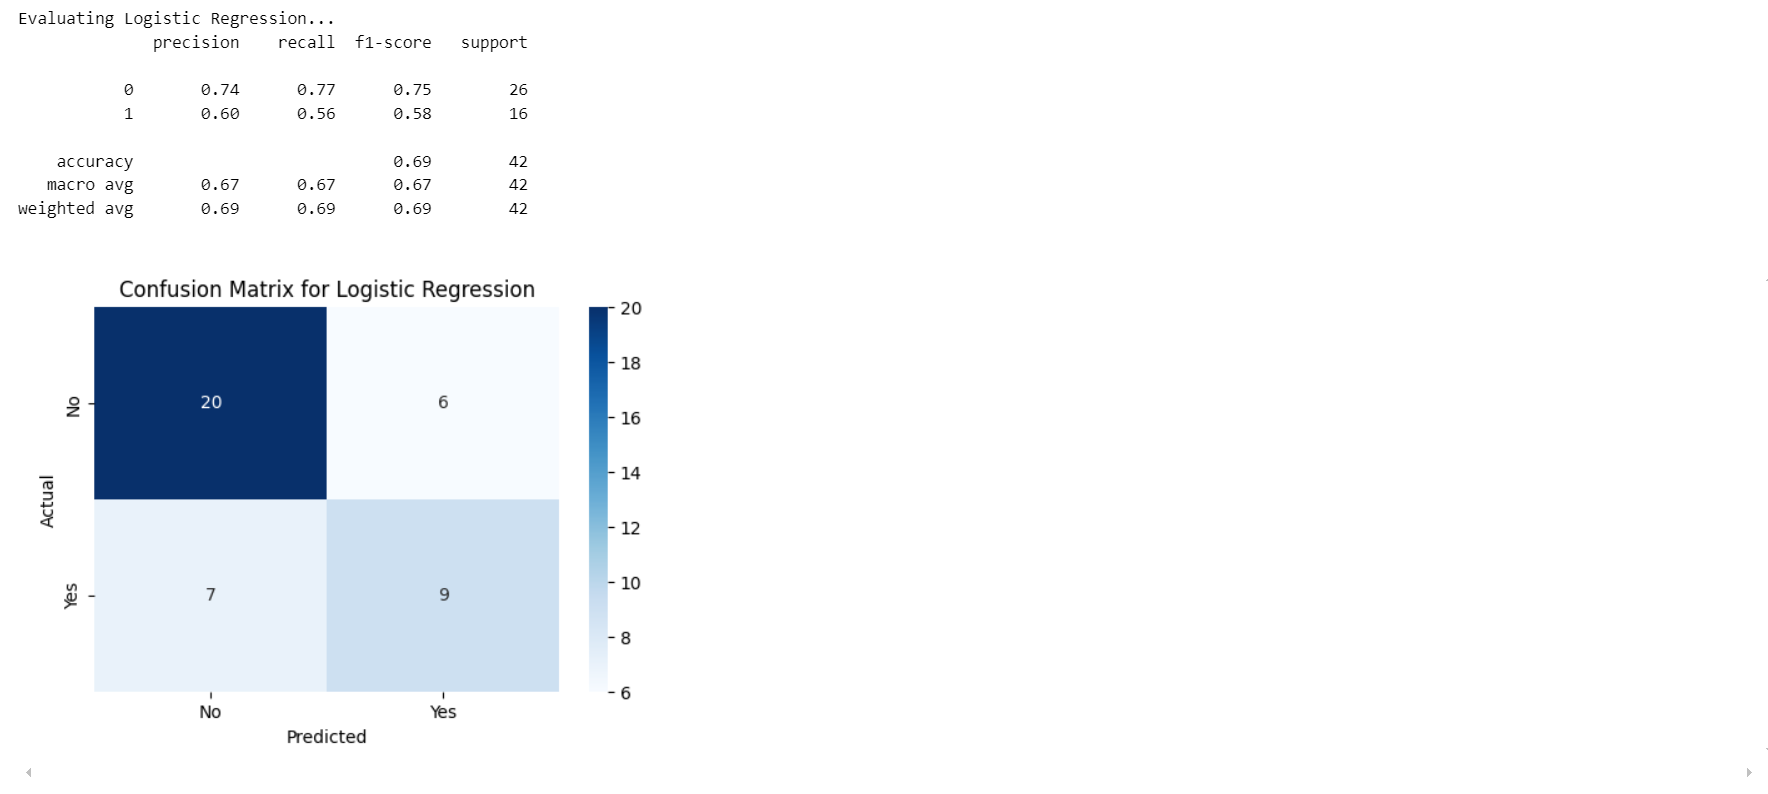 Evaluating Logistic Regression...
precision recall f1-score support
0 0.74 0.77 0.75 26
1 0.60 0.56 0.58 16
accuracy 0.69 42
macro avg 0.67 0.67 0.67 42
weighted avg 0.69 0.69 0.69 42
Confusion Matrix for Logistic Regression
20
18
16
14
12
10
8
6
No
20 6
Actual
Yes
7 9
No Yes
Predicted